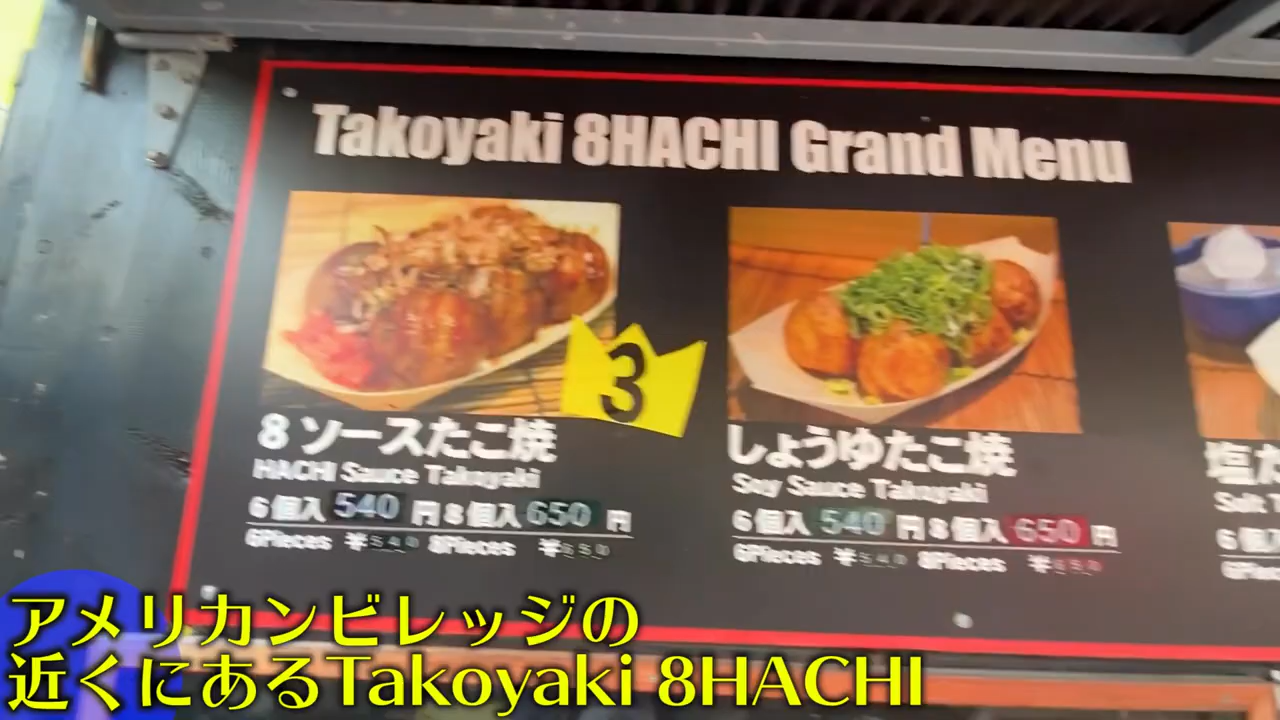 Takoyaki 8HACHI Grand Menu
3
8ソースたこ焼
HACHI Sauce Takoyaki
6個入 540 円 8個入 650 円
6Pieces ¥540 8Pieces ¥650
しょうゆたこ焼
Soy Sauce Takoyaki
6個入 540 円 8個入 650 円
6Pieces ¥540 8Pieces ¥650
塩
Salt
6個
アメリカンビレッジの
近くにあるTakoyaki 8HACHI